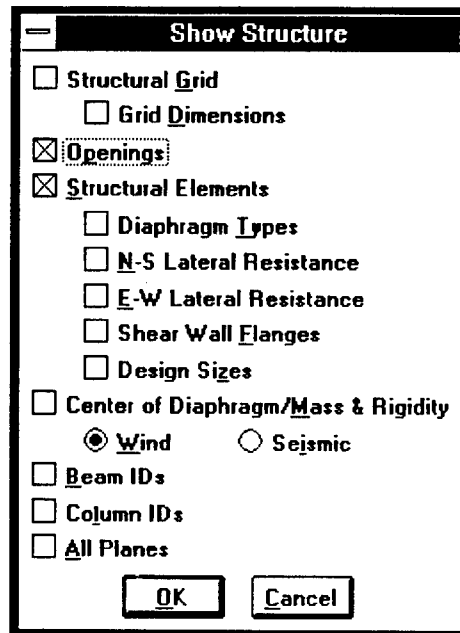 Show Structure
Structural Grid
Grid Dimensions
Openings
Structural Elements
Diaphragm Types
N-S Lateral Resistance
E-W Lateral Resistance
Shear Wall Flanges
Design Sizes
Center of Diaphragm/Mass & Rigidity
Wind Seismic
Beam IDs
Column IDs
All Planes
OK Cancel